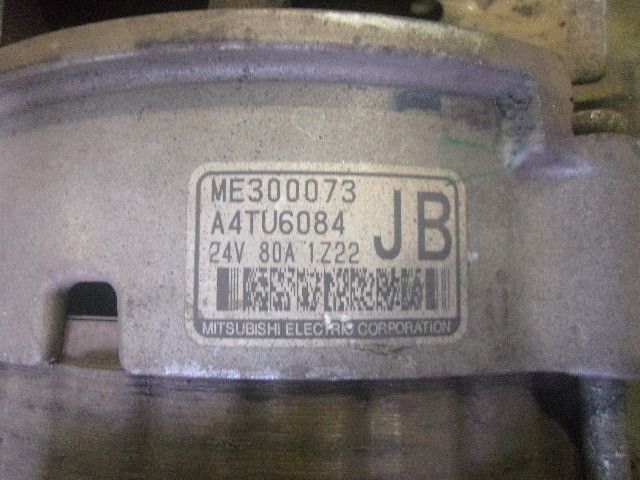 ME300073
A4TU6084
JB
24V 80A 1Z22
MITSUBISHI ELECTRIC CORPORATION